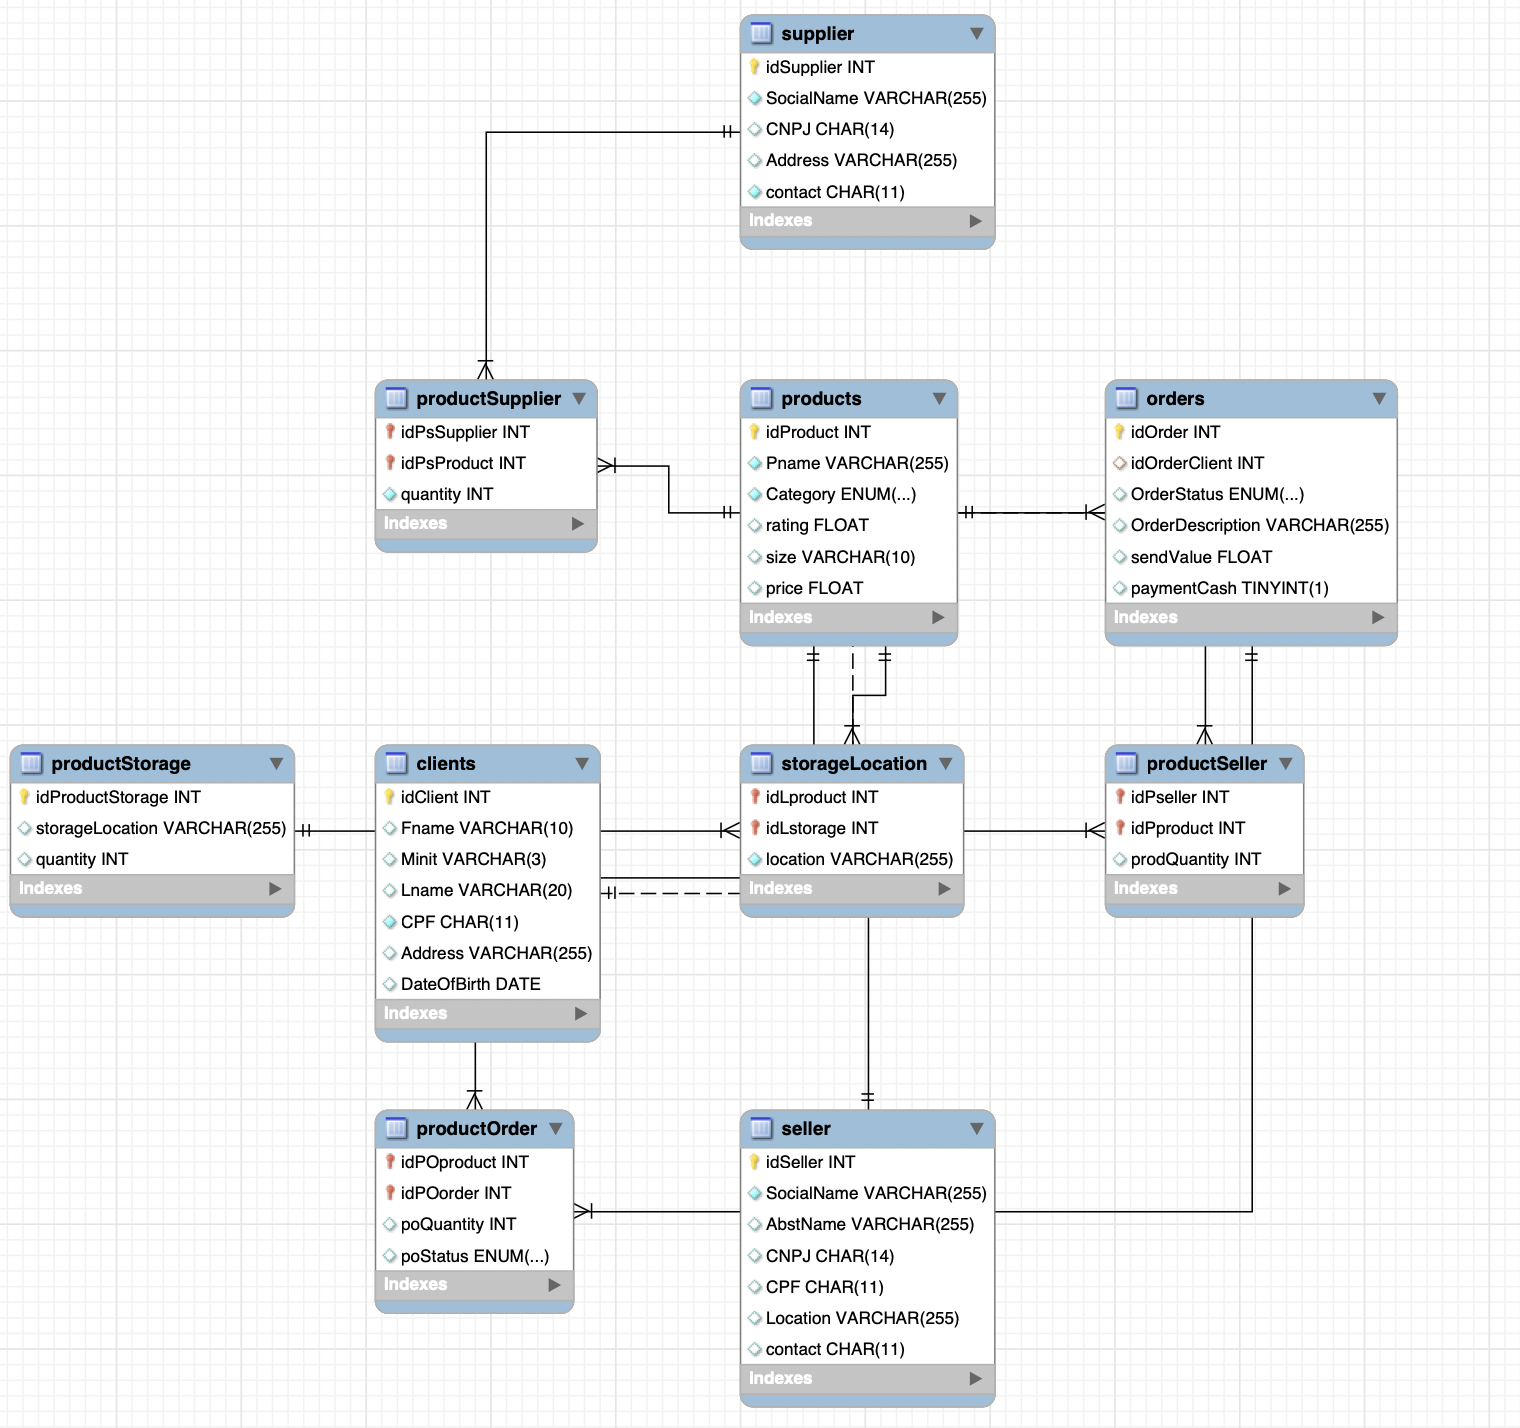 supplier
idSupplier INT
SocialName VARCHAR(255)
CNPJ CHAR(14)
Address VARCHAR(255)
contact CHAR(11)
Indexes
productSupplier
idPsSupplier INT
idPsProduct INT
quantity INT
Indexes
products
idProduct INT
Pname VARCHAR(255)
Category ENUM(...)
rating FLOAT
size VARCHAR(10)
price FLOAT
Indexes
orders
idOrder INT
idOrderClient INT
OrderStatus ENUM(...)
OrderDescription VARCHAR(255)
sendValue FLOAT
paymentCash TINYINT(1)
Indexes
productStorage
idProductStorage INT
storageLocation VARCHAR(255)
quantity INT
Indexes
clients
idClient INT
Fname VARCHAR(10)
Minit VARCHAR(3)
Lname VARCHAR(20)
CPF CHAR(11)
Address VARCHAR(255)
DateOfBirth DATE
Indexes
storageLocation
idLproduct INT
idLstorage INT
location VARCHAR(255)
Indexes
productSeller
idPseller INT
idPproduct INT
prodQuantity INT
Indexes
productOrder
idPOproduct INT
idPOorder INT
poQuantity INT
poStatus ENUM(...)
Indexes
seller
idSeller INT
SocialName VARCHAR(255)
AbstName VARCHAR(255)
CNPJ CHAR(14)
CPF CHAR(11)
Location VARCHAR(255)
contact CHAR(11)
Indexes